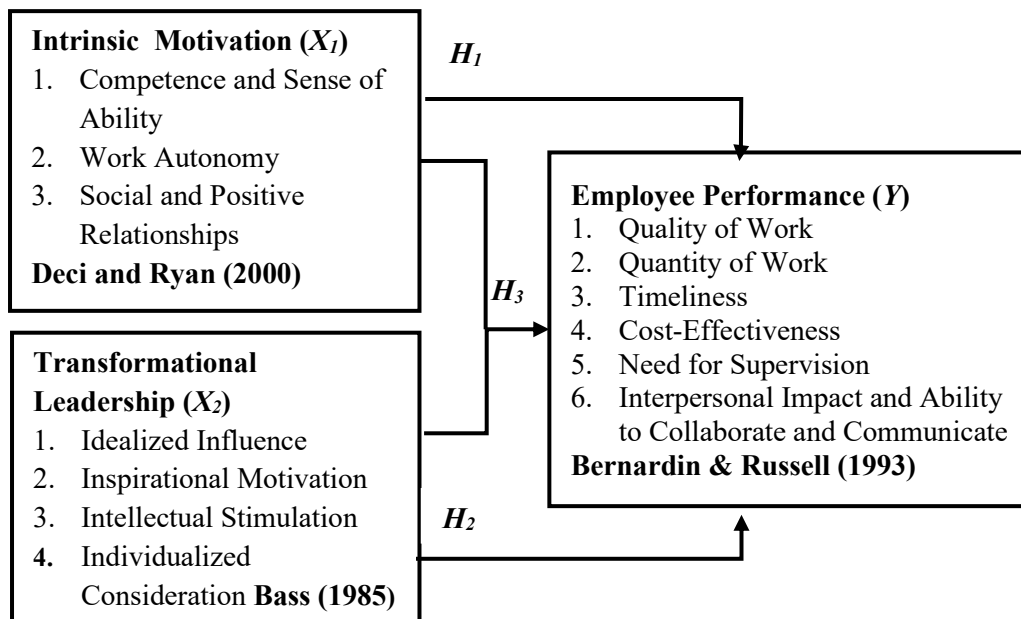 Intrinsic Motivation (X1)
1. Competence and Sense of
Ability
2. Work Autonomy
3. Social and Positive
Relationships
Deci and Ryan (2000)
H1
H3
Transformational
Leadership (X2)
1. Idealized Influence
2. Inspirational Motivation
3. Intellectual Stimulation
4. Individualized
Consideration Bass (1985)
H2
Employee Performance (Y)
1. Quality of Work
2. Quantity of Work
3. Timeliness
4. Cost-Effectiveness
5. Need for Supervision
6. Interpersonal Impact and Ability
to Collaborate and Communicate
Bernardin & Russell (1993)